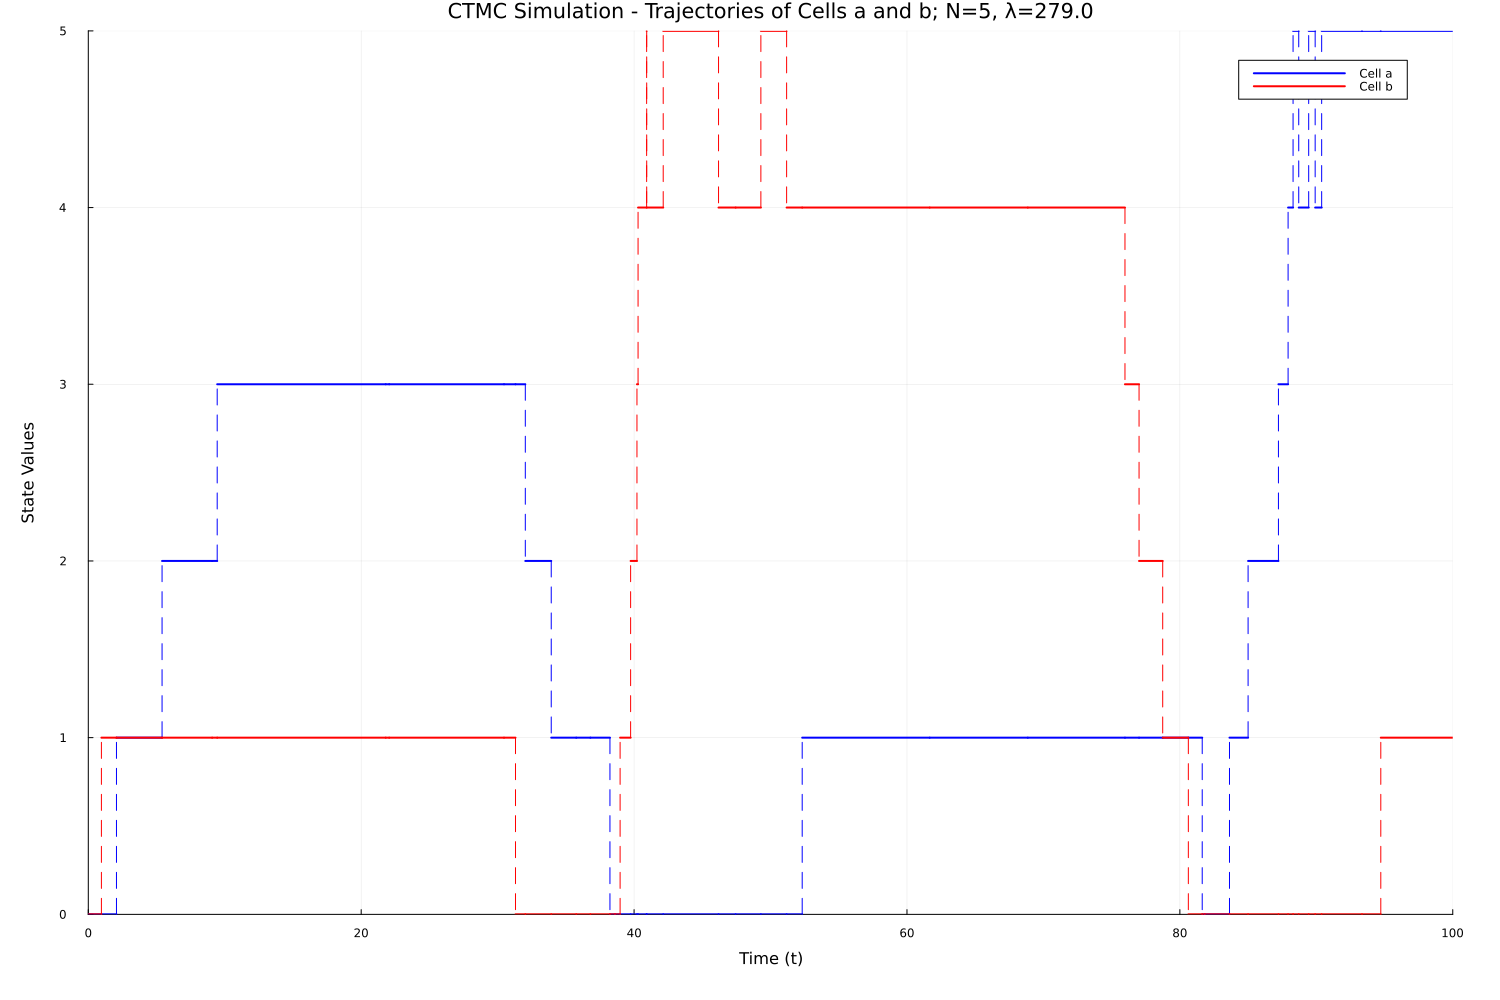 CTMC Simulation - Trajectories of Cells a and b; N=5, λ=279.0
5
Cell a
Cell b
4
3
State Values
2
1
0
0 20 40 60 80 100
Time (t)